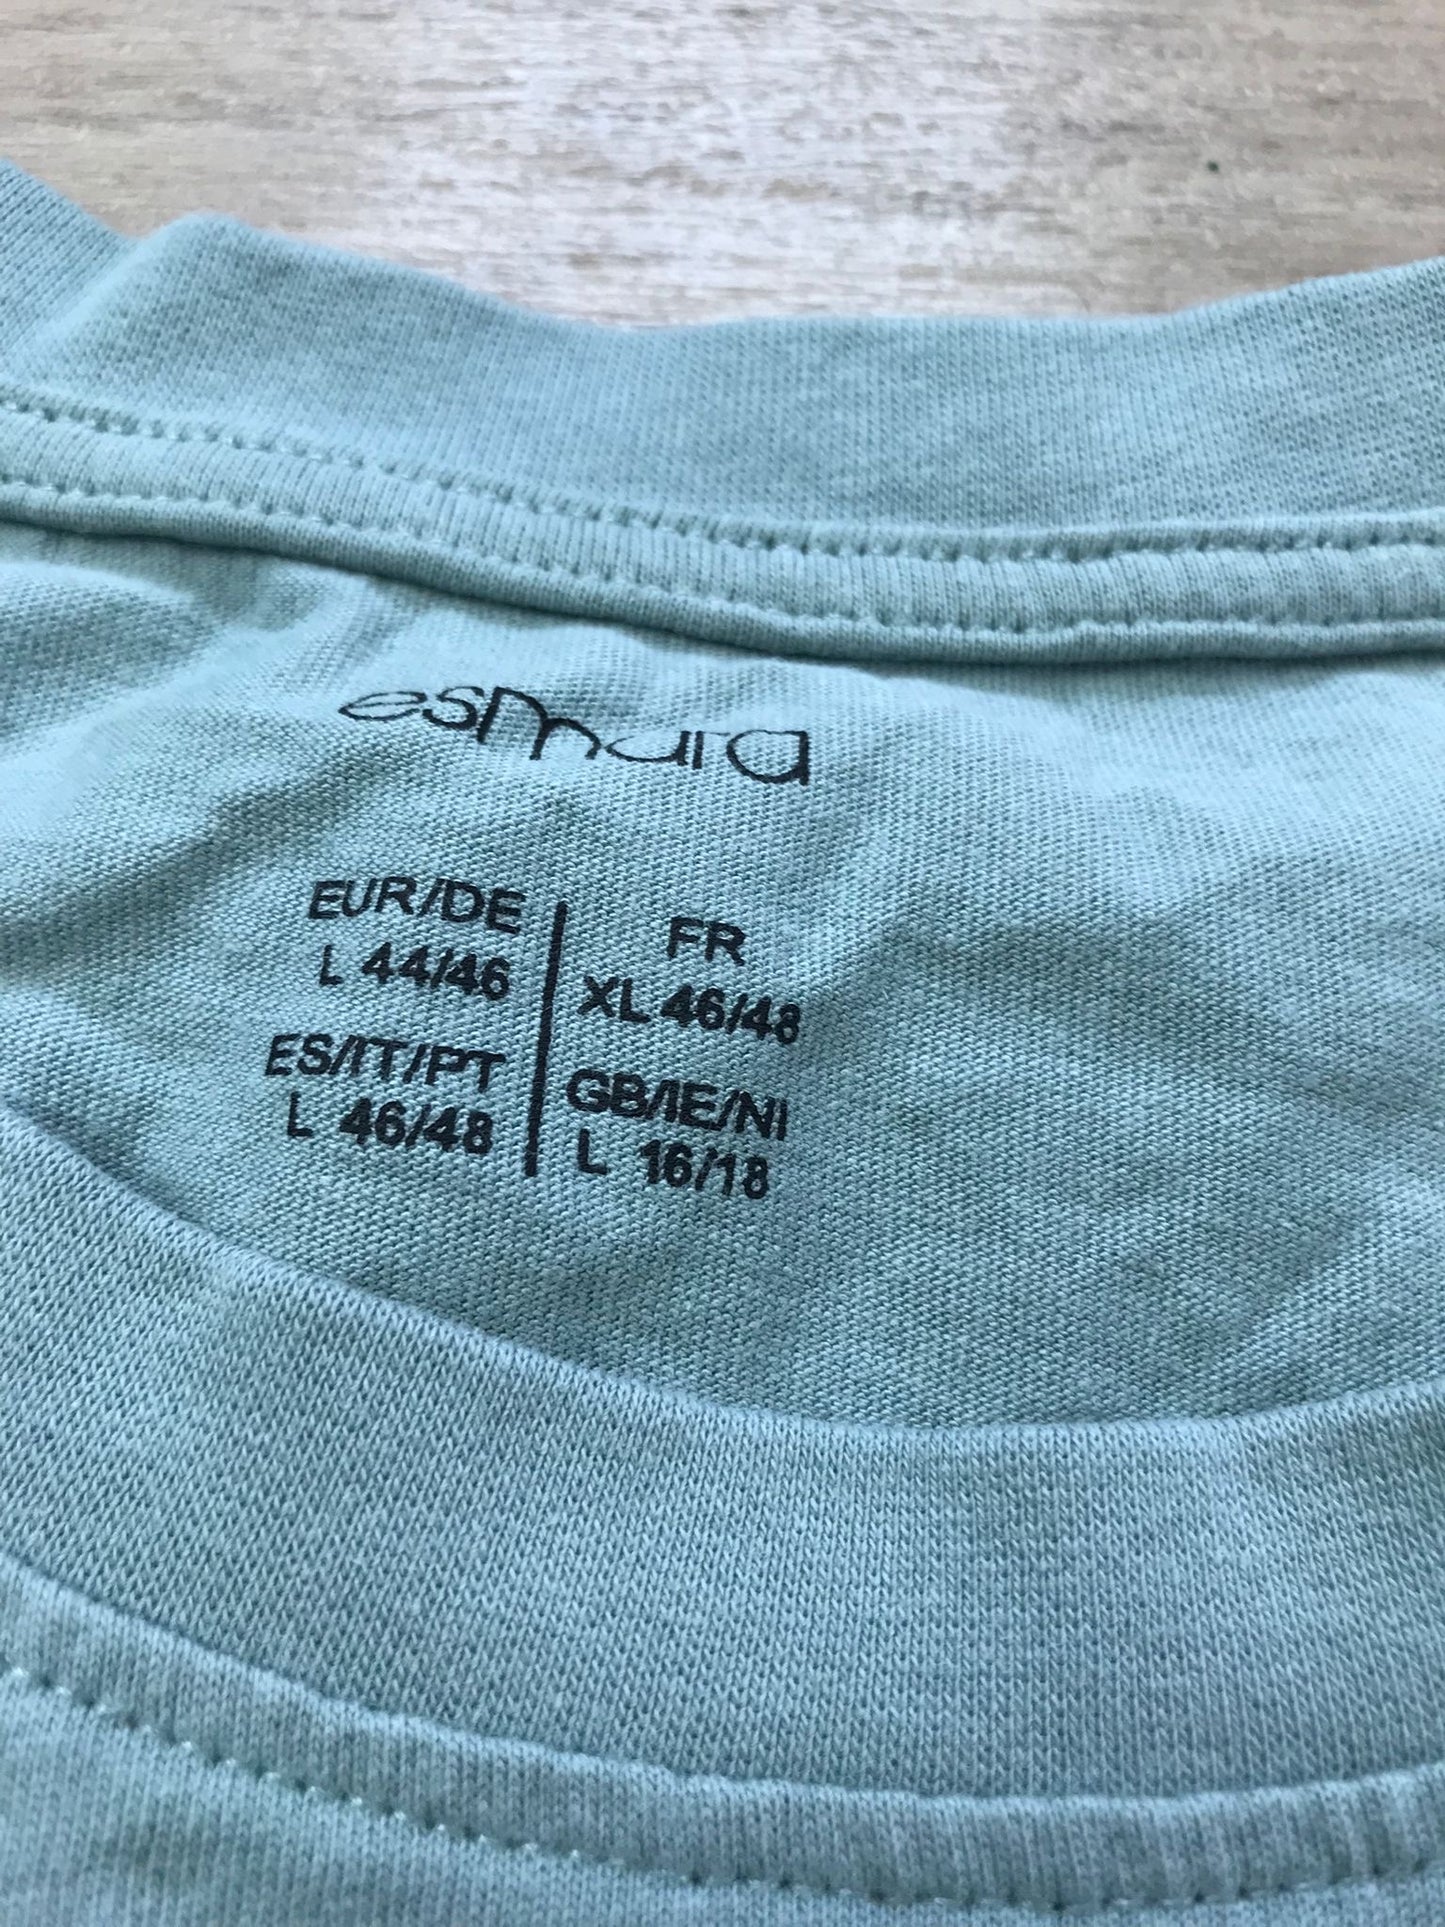 esmara
EUR/DE
L 44/46
ES/IT/PT
L 46/48
FR
XL 46/48
GB/IE/NI
L 16/18